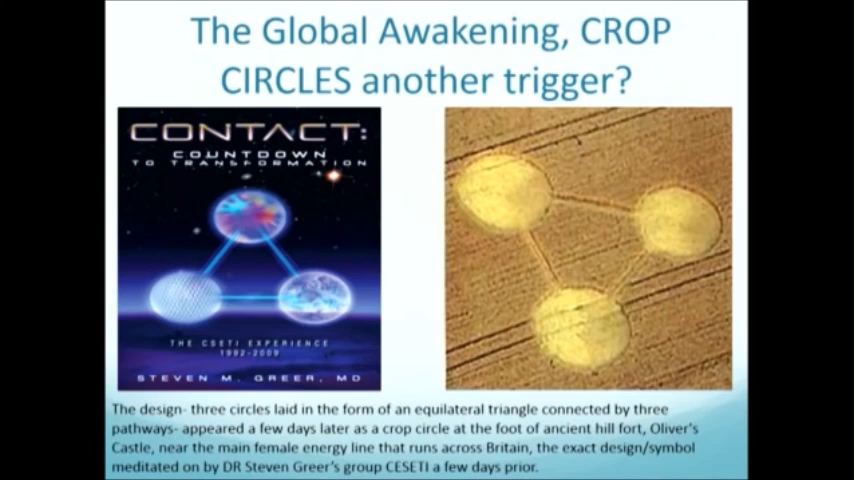 The Global Awakening, CROP
CIRCLES another trigger?
CONTACT:
COUNTDOWN
TO TRANSFORMATION
THE CSETI EXPERIENCE
1992-2009
STEVEN M. GREER, MD
The design- three circles laid in the form of an equilateral triangle connected by three
pathways- appeared a few days later as a crop circle at the foot of ancient hill fort, Oliver's
Castle, near the main female energy line that runs across Britain, the exact design/symbol
meditated on by DR Steven Greer's group CESETI a few days prior.